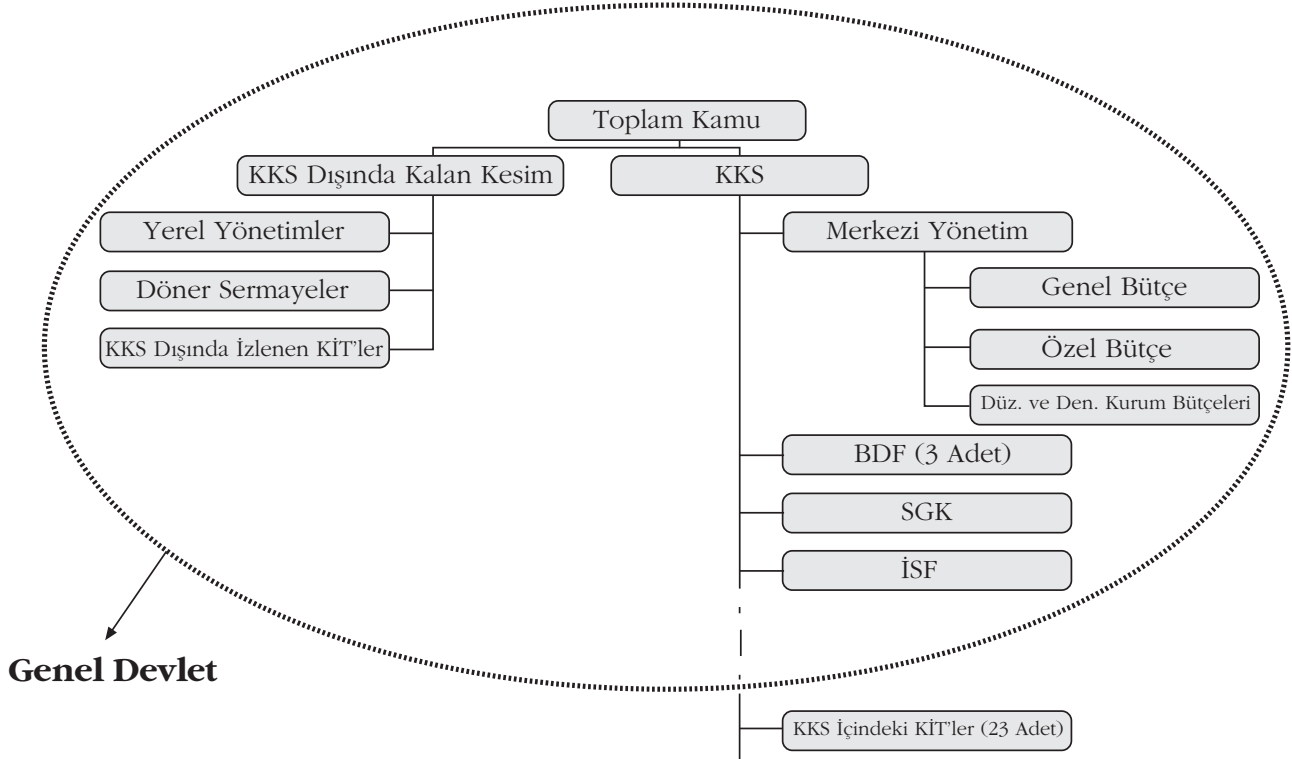 Toplam Kamu
KKS Dışında Kalan Kesim
KKS
Yerel Yönetimler
Merkezi Yönetim
Döner Sermayeler
Genel Bütçe
KKS Dışında İzlenen KİT'ler
Özel Bütçe
Düz. ve Den. Kurum Bütçeleri
BDF (3 Adet)
SGK
İSF
Genel Devlet
KKS İçindeki KİT'ler (23 Adet)